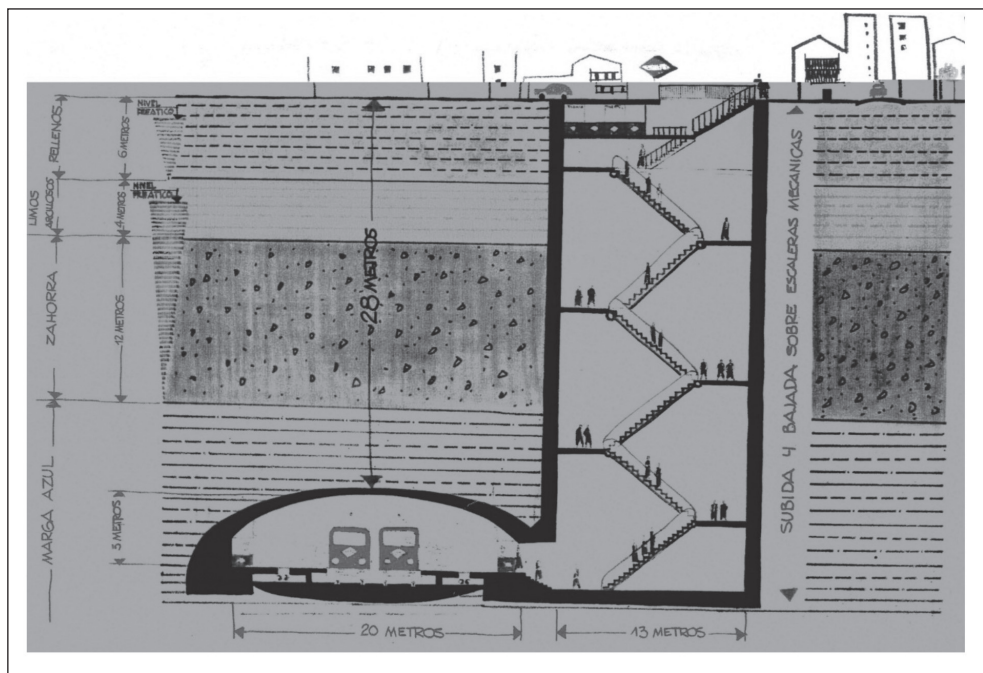 RELLENOS
6 METROS
NIVEL
FREATICO
LIMOS
ARCILLOSOS
4 METROS
NIVEL
FREATICO
ZAHORRA
12 METROS
MARGA AZUL
5 METROS
28 METROS
20 METROS
13 METROS
SUBIDA Y BAJADA SOBRE ESCALERAS MECANICAS